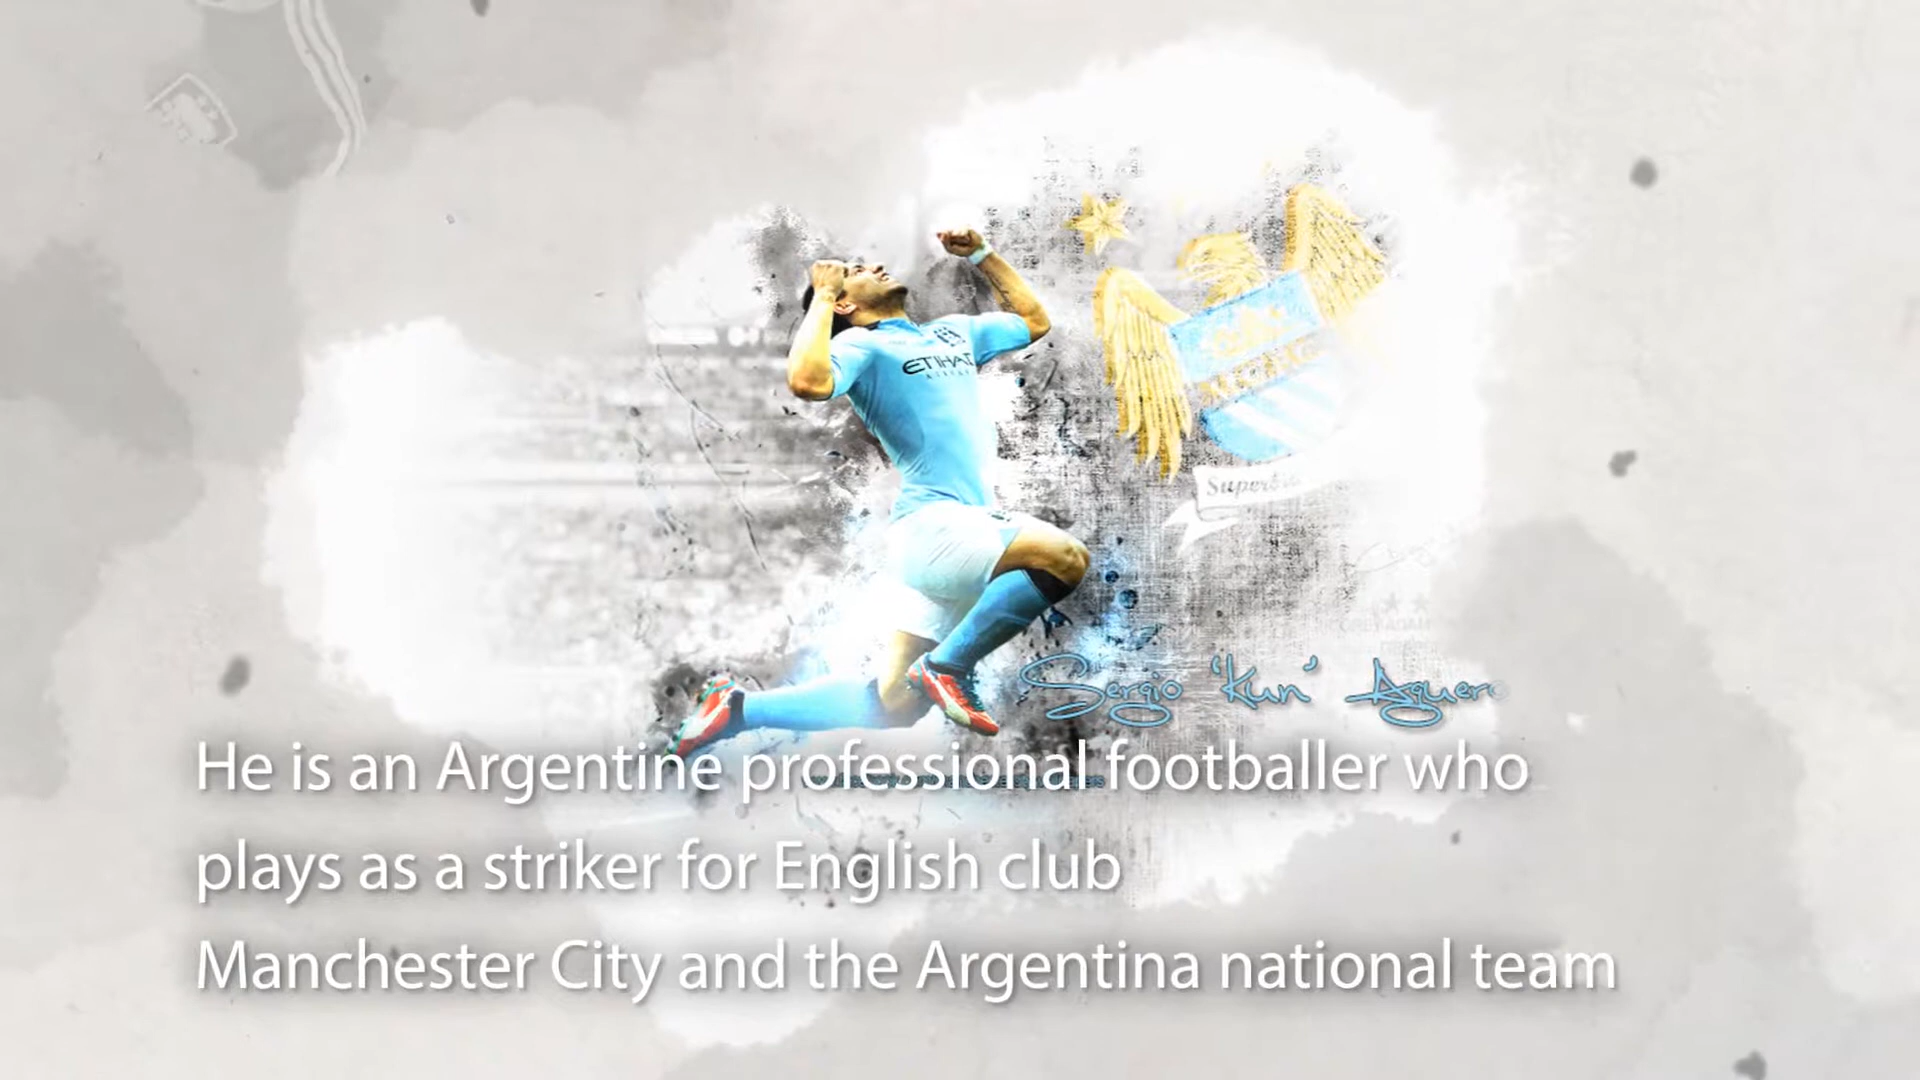 ETIHAD
Sergio 'Kun' Aguero
He is an Argentine professional footballer who
plays as a striker for English club
Manchester City and the Argentina national team